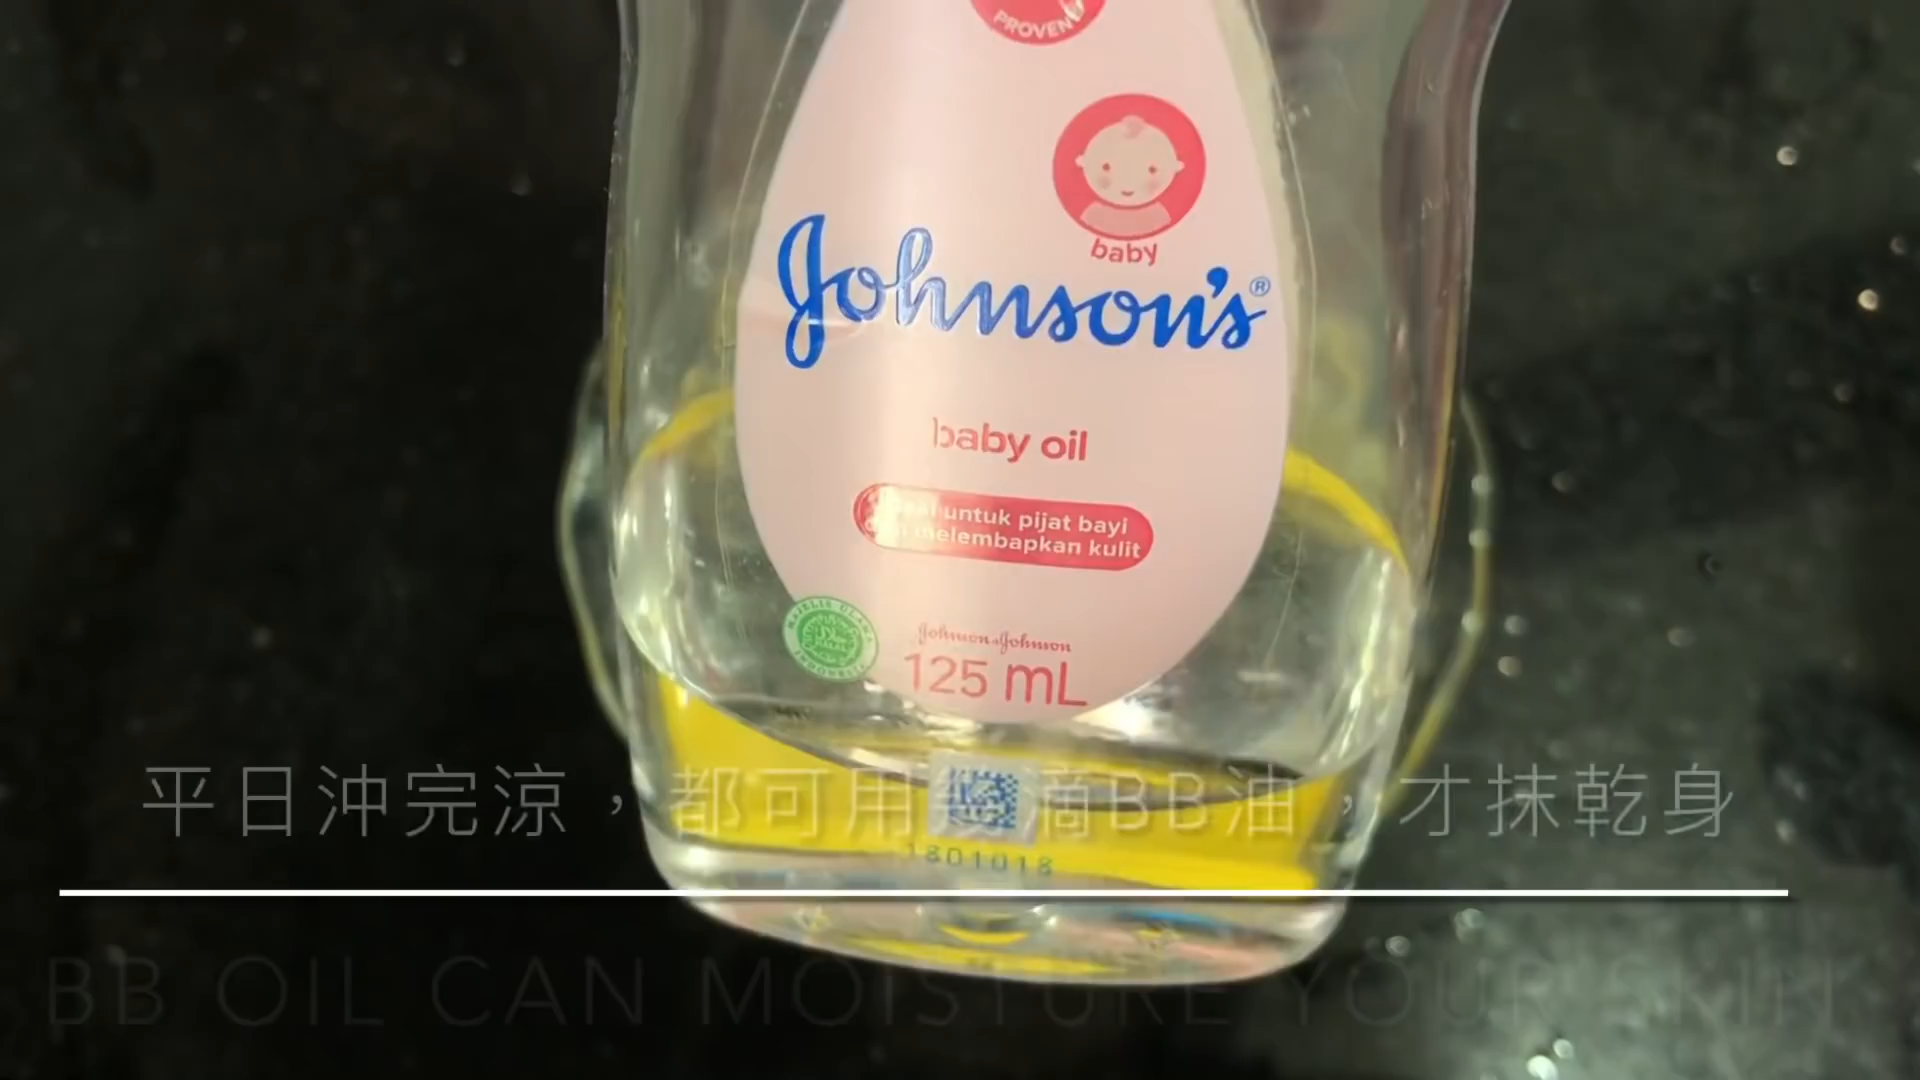 PROVEN
baby
Johnson's®
baby oil
untuk pijat bayi
melembapkan kulit
Johnson & Johnson
125 mL
平日沖完涼，都可用 滴BB油，才抹乾身
1801018
BB OIL CAN MOISTURE YOUR SKIN